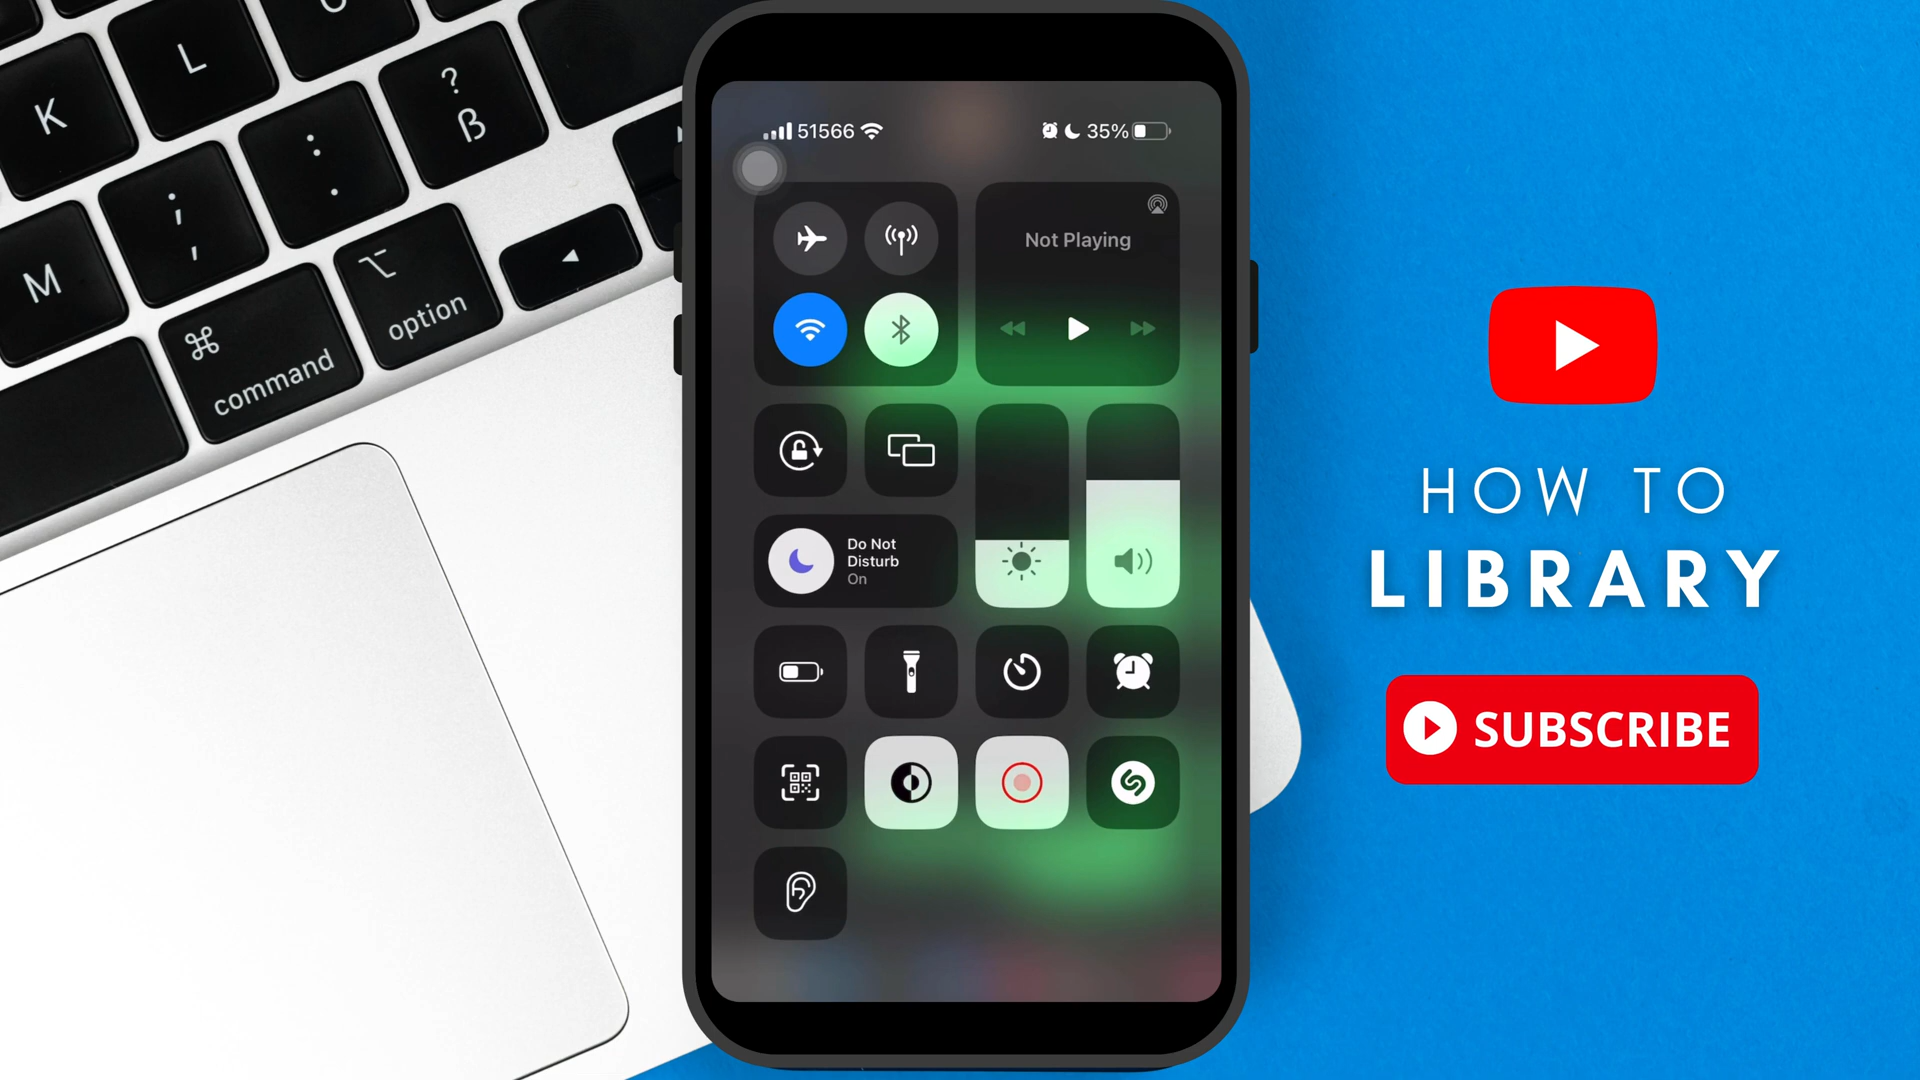 L
K
?
ß
:
.
;
,
M
⌘
command
⌥
option
51566
35%
Not Playing
Do Not
Disturb
On
HOW TO
LIBRARY
SUBSCRIBE